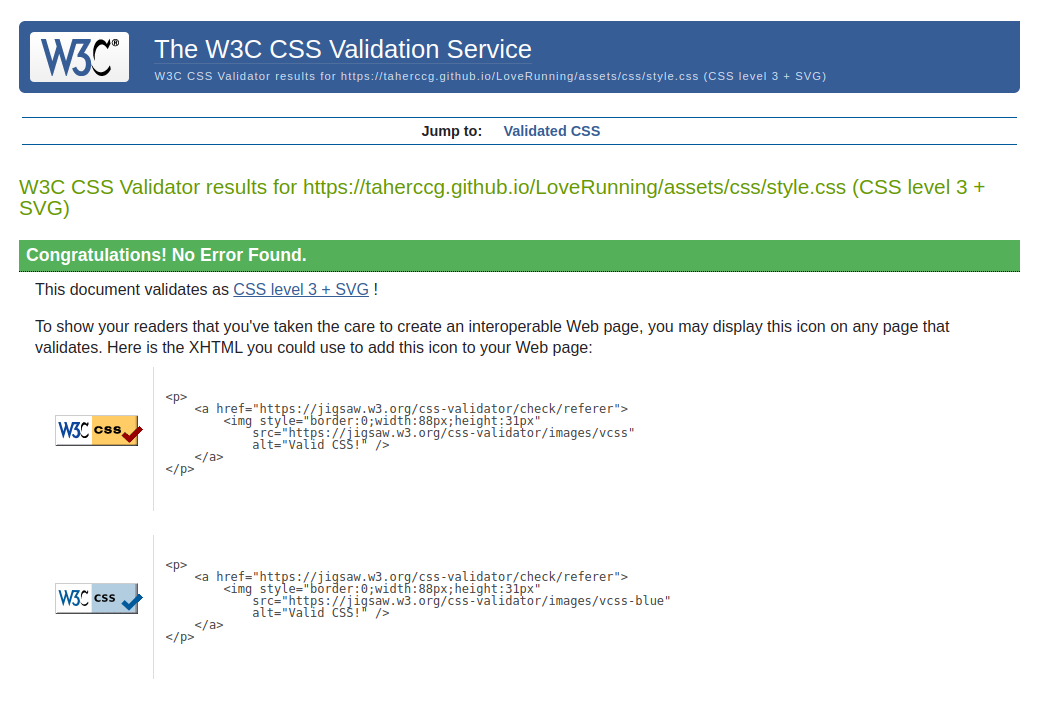 W3C®
The W3C CSS Validation Service
W3C CSS Validator results for https://taherccg.github.io/LoveRunning/assets/css/style.css (CSS level 3 + SVG)
Jump to: Validated CSS
W3C CSS Validator results for https://taherccg.github.io/LoveRunning/assets/css/style.css (CSS level 3 +
SVG)
Congratulations! No Error Found.
This document validates as CSS level 3 + SVG !
To show your readers that you've taken the care to create an interoperable Web page, you may display this icon on any page that
validates. Here is the XHTML you could use to add this icon to your Web page:
W3C css
<p>
    <a href="https://jigsaw.w3.org/css-validator/check/referer">
        <img style="border:0;width:88px;height:31px"
            src="https://jigsaw.w3.org/css-validator/images/vcss"
            alt="Valid CSS!" />
    </a>
</p>
W3C css
<p>
    <a href="https://jigsaw.w3.org/css-validator/check/referer">
        <img style="border:0;width:88px;height:31px"
            src="https://jigsaw.w3.org/css-validator/images/vcss-blue"
            alt="Valid CSS!" />
    </a>
</p>